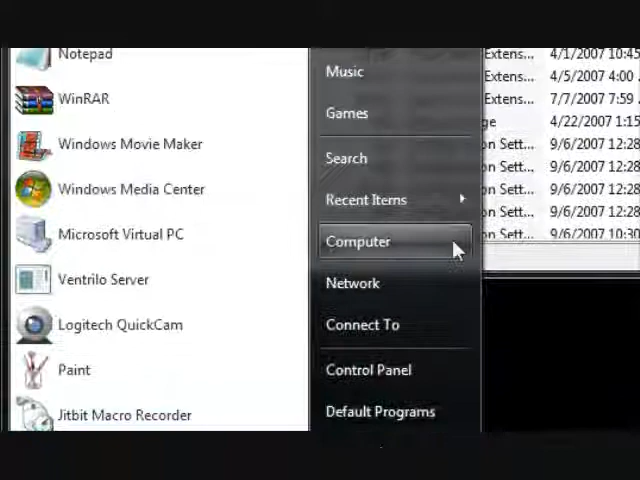 Notepad
WinRAR
Windows Movie Maker
Windows Media Center
Microsoft Virtual PC
Ventrilo Server
Logitech QuickCam
Paint
Jitbit Macro Recorder
Music
Games
Search
Recent Items
Computer
Network
Connect To
Control Panel
Default Programs
Extens... 4/1/2007 10:45
Extens... 4/5/2007 4:00
Extens... 7/7/2007 7:59
ge 4/22/2007 1:15
on Sett... 9/6/2007 12:28
on Sett... 9/6/2007 12:28
on Sett... 9/6/2007 12:28
on Sett... 9/6/2007 12:28
on Sett... 9/6/2007 10:30